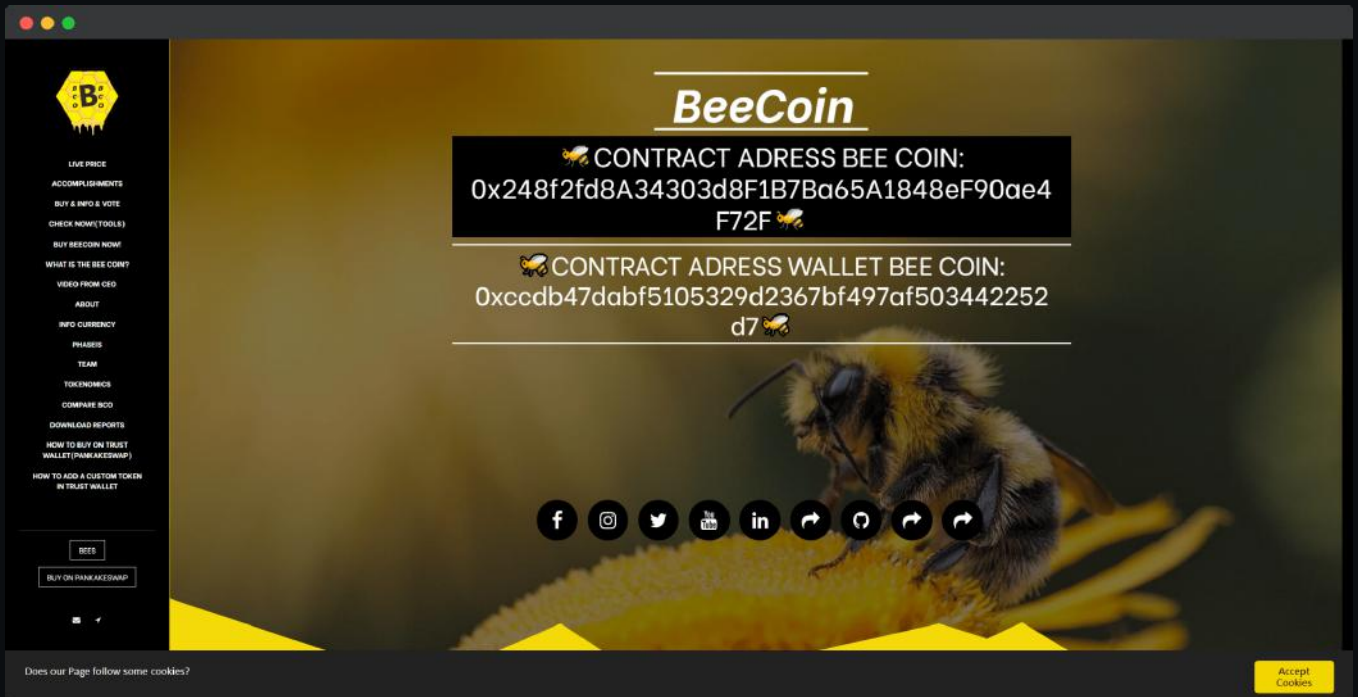 B
LIVE PRICE
ACCOMPLISHMENTS
BUY & INFO & VOTE
CHECK NOW!(TOOLS)
BUY BEECOIN NOW!
WHAT IS THE BEE COIN?
VIDEO FROM CEO
ABOUT
INFO CURRENCY
PHASEIS
TEAM
TOKENOMICS
COMPARE BCO
DOWNLOAD REPORTS
HOW TO BUY ON TRUST
WALLET(PANKAKESWAP)
HOW TO ADD A CUSTOM TOKEN
IN TRUST WALLET
BEES
BUY ON PANKAKESWAP
BeeCoin
🐝CONTRACT ADRESS BEE COIN:
0x248f2fd8A34303d8F1B7Ba65A1848eF90ae4
F72F🐝
🐝CONTRACT ADRESS WALLET BEE COIN:
0xccdb47dabf5105329d2367bf497af503442252
d7🐝
You
Tube
Does our Page follow some cookies?
Accept
Cookies